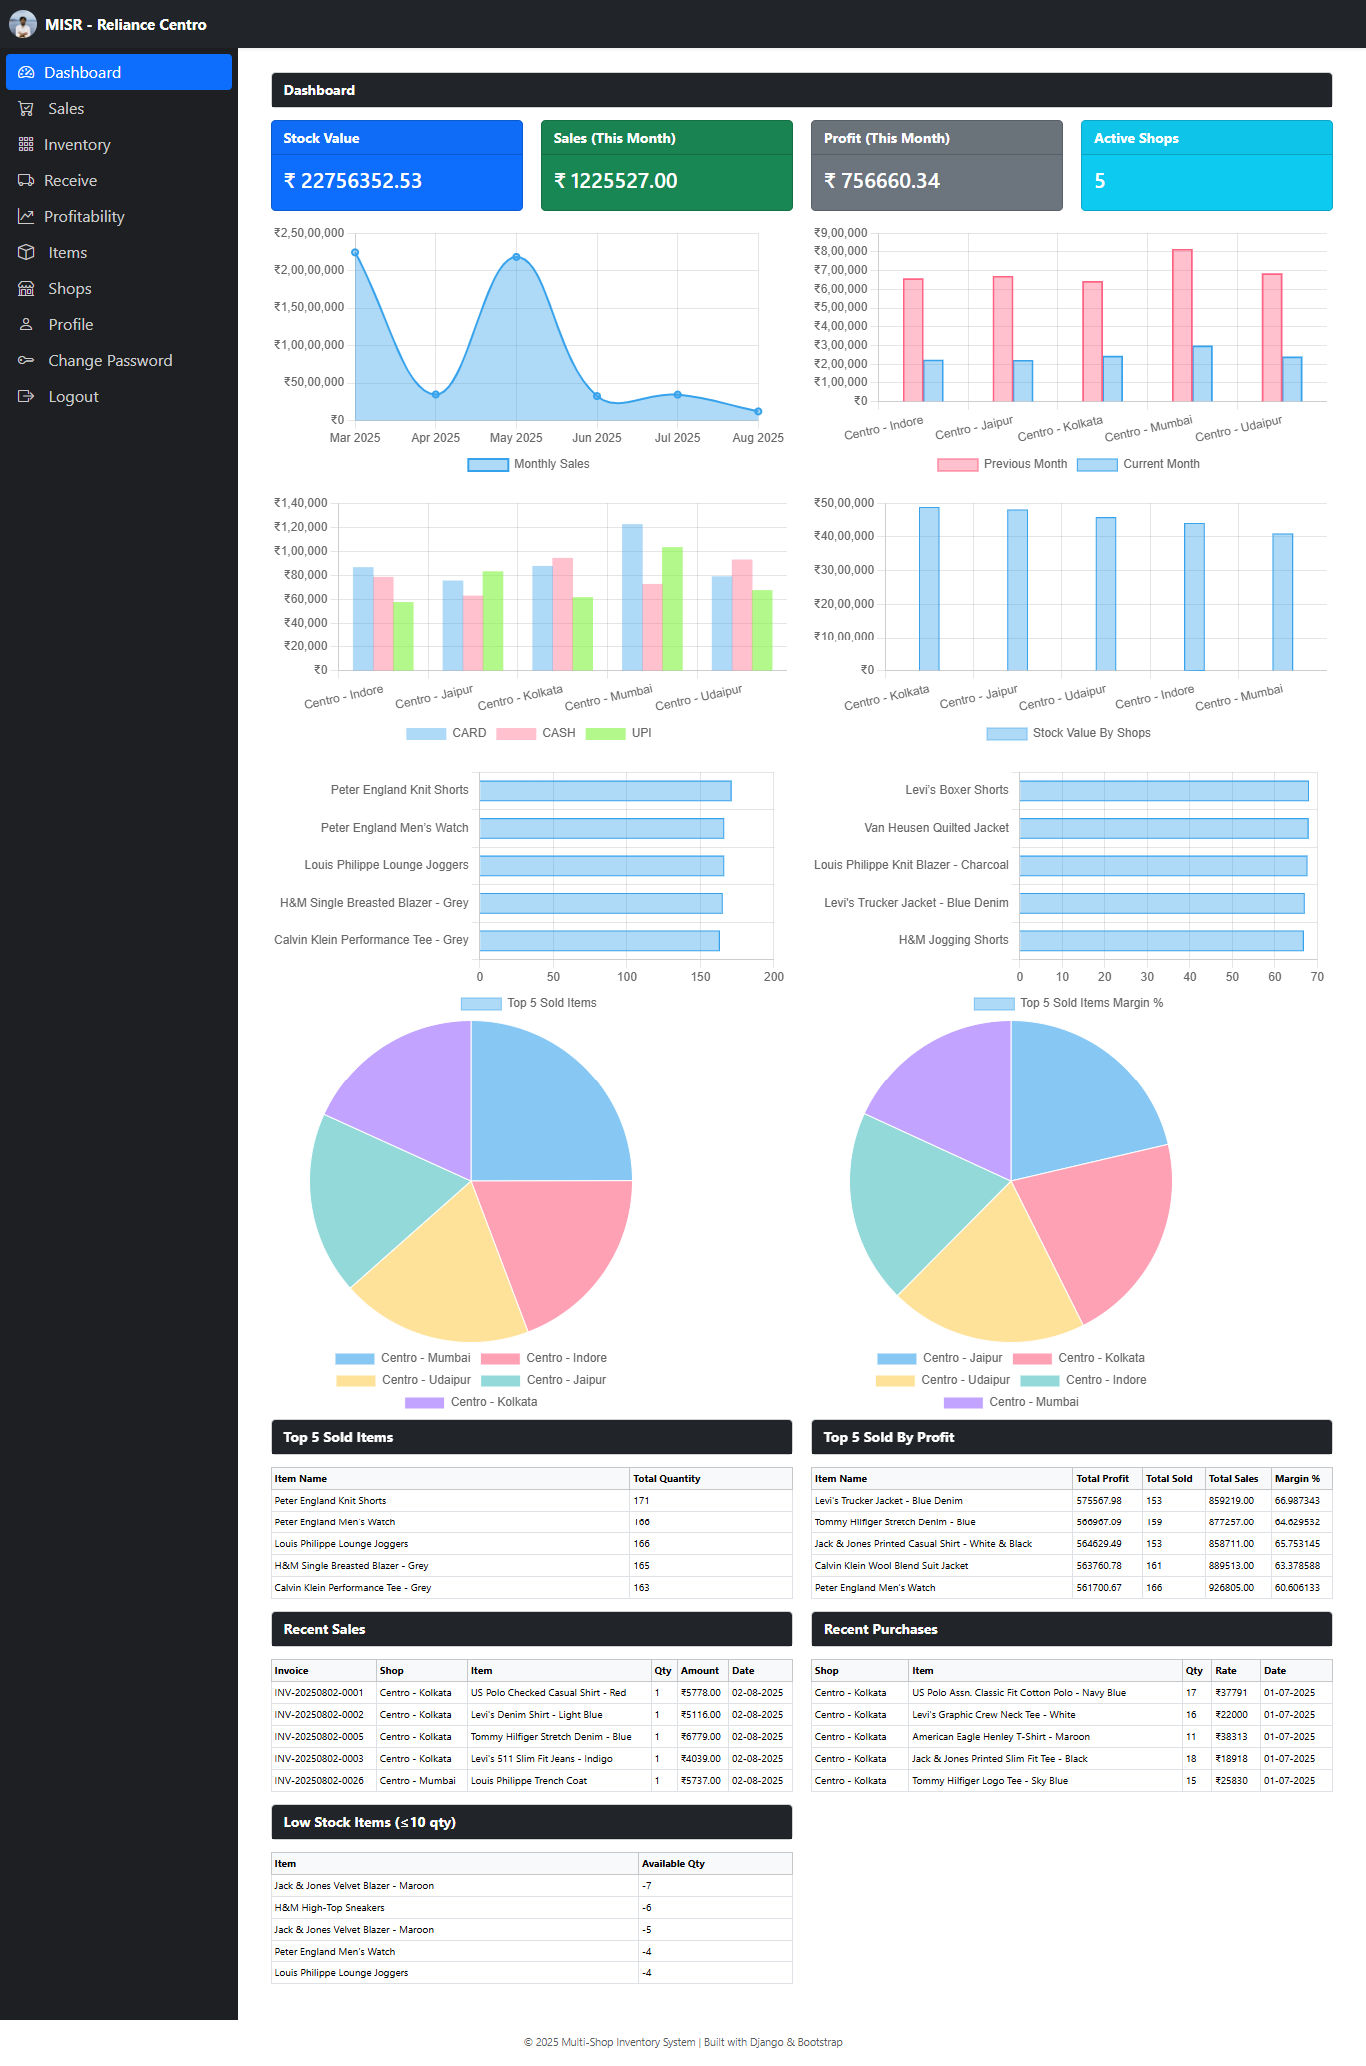 MISR - Reliance Centro
Dashboard
Sales
Inventory
Receive
Profitability
Items
Shops
Profile
Change Password
Logout
Dashboard
Stock Value
₹ 22756352.53
Sales (This Month)
₹ 1225527.00
Profit (This Month)
₹ 756660.34
Active Shops
5
₹2,50,00,000
₹2,00,00,000
₹1,50,00,000
₹1,00,00,000
₹50,00,000
₹0
Mar 2025 Apr 2025 May 2025 Jun 2025 Jul 2025 Aug 2025
Monthly Sales
₹9,00,000
₹8,00,000
₹7,00,000
₹6,00,000
₹5,00,000
₹4,00,000
₹3,00,000
₹2,00,000
₹1,00,000
₹0
Centro - Indore Centro - Jaipur Centro - Kolkata Centro - Mumbai Centro - Udaipur
Previous Month Current Month
₹1,40,000
₹1,20,000
₹1,00,000
₹80,000
₹60,000
₹40,000
₹20,000
₹0
Centro - Indore Centro - Jaipur Centro - Kolkata Centro - Mumbai Centro - Udaipur
CARD CASH UPI
₹50,00,000
₹40,00,000
₹30,00,000
₹20,00,000
₹10,00,000
₹0
Centro - Kolkata Centro - Jaipur Centro - Udaipur Centro - Indore Centro - Mumbai
Stock Value By Shops
Peter England Knit Shorts
Peter England Men's Watch
Louis Philippe Lounge Joggers
H&M Single Breasted Blazer - Grey
Calvin Klein Performance Tee - Grey
0 50 100 150 200
Top 5 Sold Items
Levi's Boxer Shorts
Van Heusen Quilted Jacket
Louis Philippe Knit Blazer - Charcoal
Levi's Trucker Jacket - Blue Denim
H&M Jogging Shorts
0 10 20 30 40 50 60 70
Top 5 Sold Items Margin %
Centro - Mumbai Centro - Indore
Centro - Udaipur Centro - Jaipur
Centro - Kolkata
Centro - Jaipur Centro - Kolkata
Centro - Udaipur Centro - Indore
Centro - Mumbai
Top 5 Sold Items
Item Name Total Quantity
Peter England Knit Shorts 171
Peter England Men's Watch 166
Louis Philippe Lounge Joggers 166
H&M Single Breasted Blazer - Grey 165
Calvin Klein Performance Tee - Grey 163
Top 5 Sold By Profit
Item Name Total Profit Total Sold Total Sales Margin %
Levi's Trucker Jacket - Blue Denim 575567.98 153 859219.00 66.987343
Tommy Hilfiger Stretch Denim - Blue 566967.09 159 877257.00 64.629532
Jack & Jones Printed Casual Shirt - White & Black 564629.49 153 858711.00 65.753145
Calvin Klein Wool Blend Suit Jacket 563760.78 161 889513.00 63.378588
Peter England Men's Watch 561700.67 166 926805.00 60.606133
Recent Sales
Invoice Shop Item Qty Amount Date
INV-20250802-0001 Centro - Kolkata US Polo Checked Casual Shirt - Red 1 ₹5778.00 02-08-2025
INV-20250802-0002 Centro - Kolkata Levi's Denim Shirt - Light Blue 1 ₹5116.00 02-08-2025
INV-20250802-0005 Centro - Kolkata Tommy Hilfiger Stretch Denim - Blue 1 ₹6779.00 02-08-2025
INV-20250802-0003 Centro - Kolkata Levi's 511 Slim Fit Jeans - Indigo 1 ₹4039.00 02-08-2025
INV-20250802-0026 Centro - Mumbai Louis Philippe Trench Coat 1 ₹5737.00 02-08-2025
Recent Purchases
Shop Item Qty Rate Date
Centro - Kolkata US Polo Assn. Classic Fit Cotton Polo - Navy Blue 17 ₹37791 01-07-2025
Centro - Kolkata Levi's Graphic Crew Neck Tee - White 16 ₹22000 01-07-2025
Centro - Kolkata American Eagle Henley T-Shirt - Maroon 11 ₹38313 01-07-2025
Centro - Kolkata Jack & Jones Printed Slim Fit Tee - Black 18 ₹18918 01-07-2025
Centro - Kolkata Tommy Hilfiger Logo Tee - Sky Blue 15 ₹25830 01-07-2025
Low Stock Items (≤10 qty)
Item Available Qty
Jack & Jones Velvet Blazer - Maroon -7
H&M High-Top Sneakers -6
Jack & Jones Velvet Blazer - Maroon -5
Peter England Men's Watch -4
Louis Philippe Lounge Joggers -4
© 2025 Multi-Shop Inventory System | Built with Django & Bootstrap